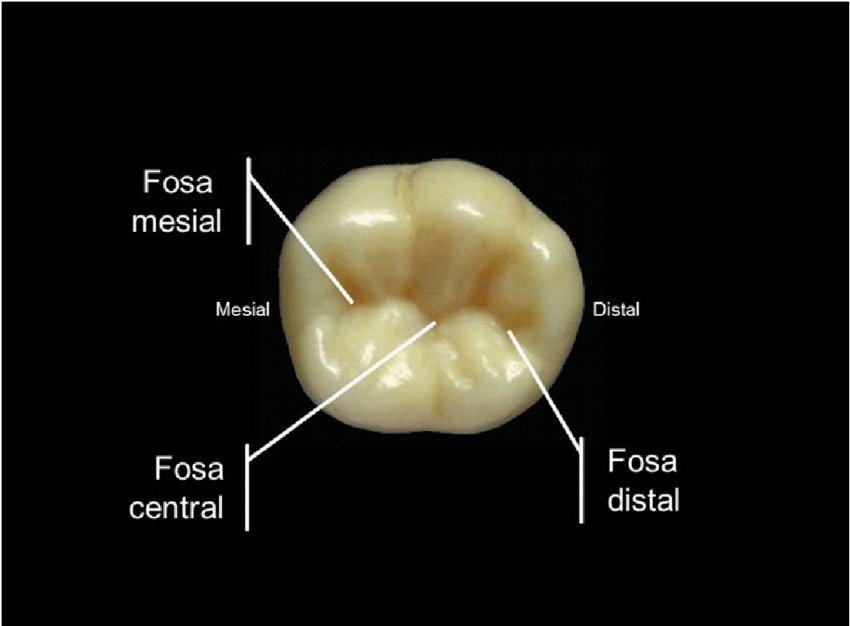 Fosa
mesial
Mesial
Distal
Fosa
central
Fosa
distal